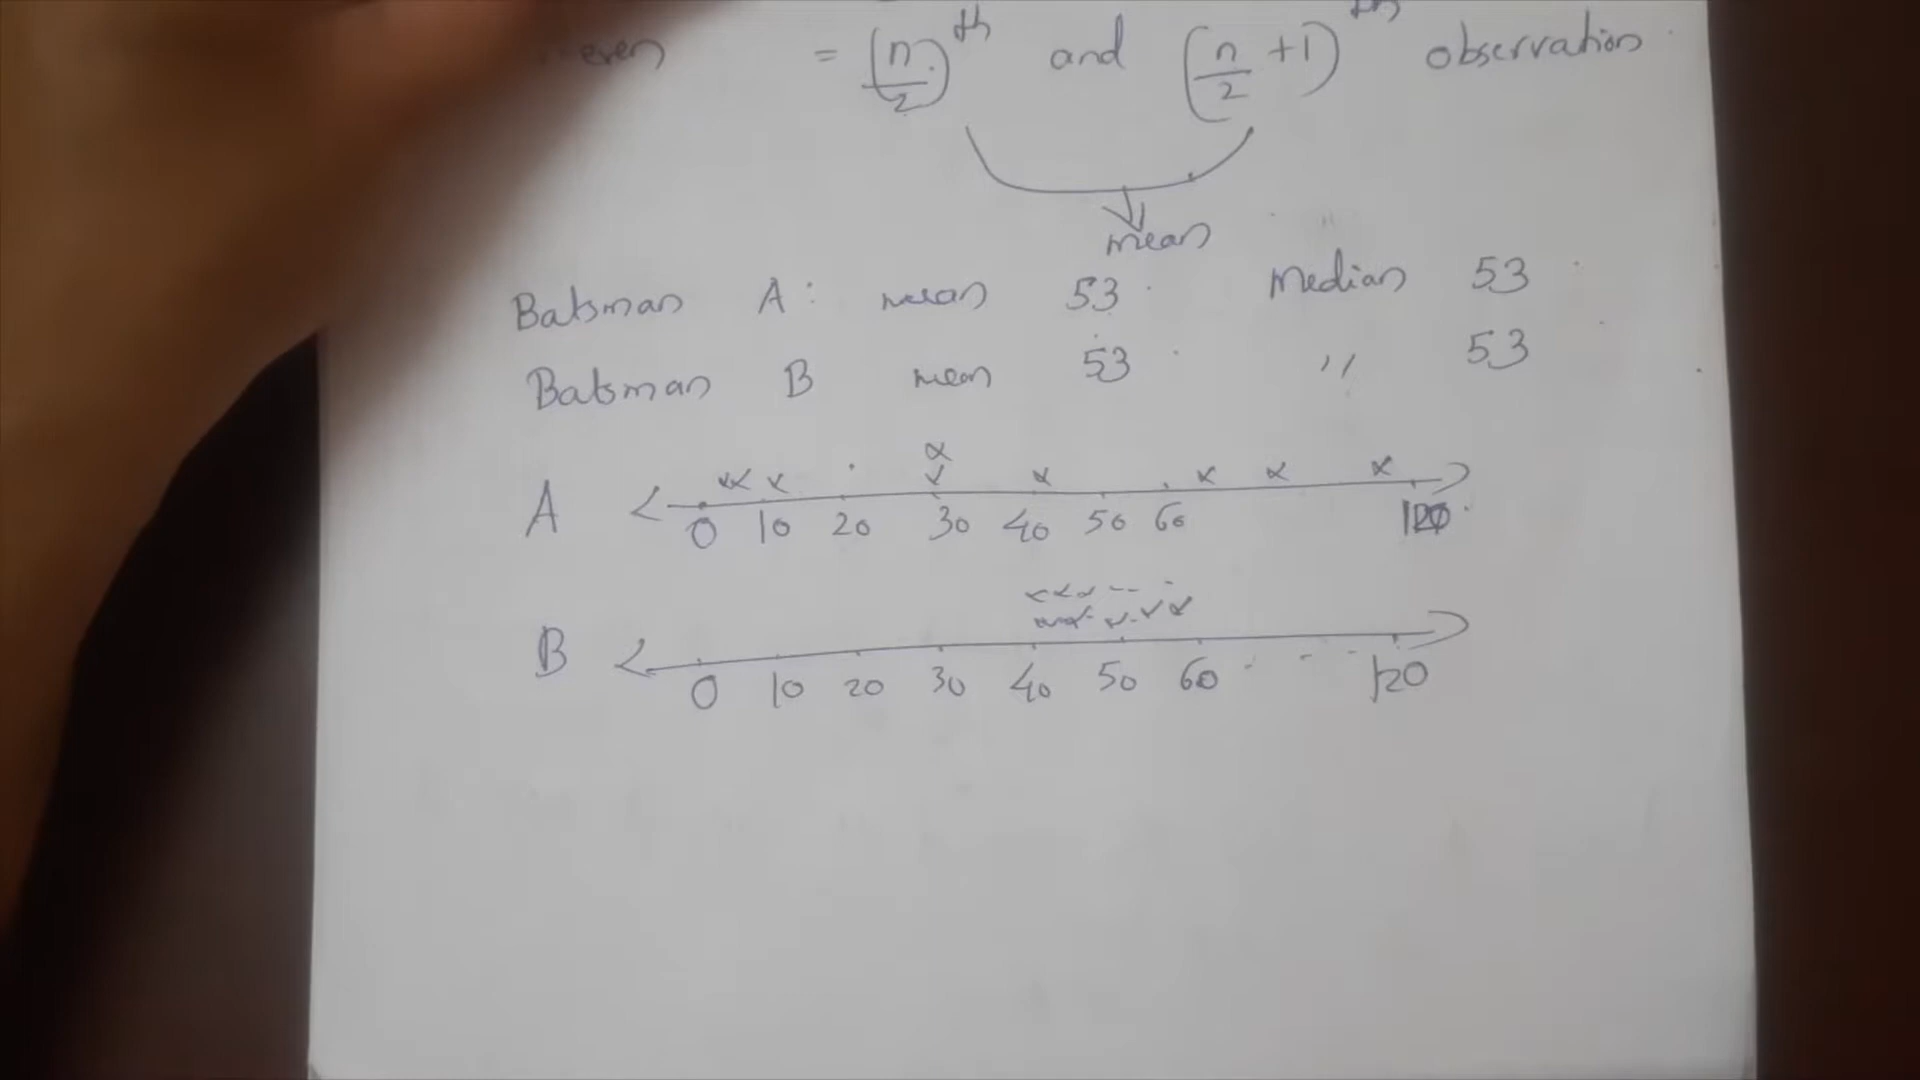 even = (n/2)th and (n/2 + 1)th observation
mean
Batsman A: mean 53 Median 53
Batsman B mean 53 " 53
A 0 10 20 30 40 50 60 120
B 0 10 20 30 40 50 60 120